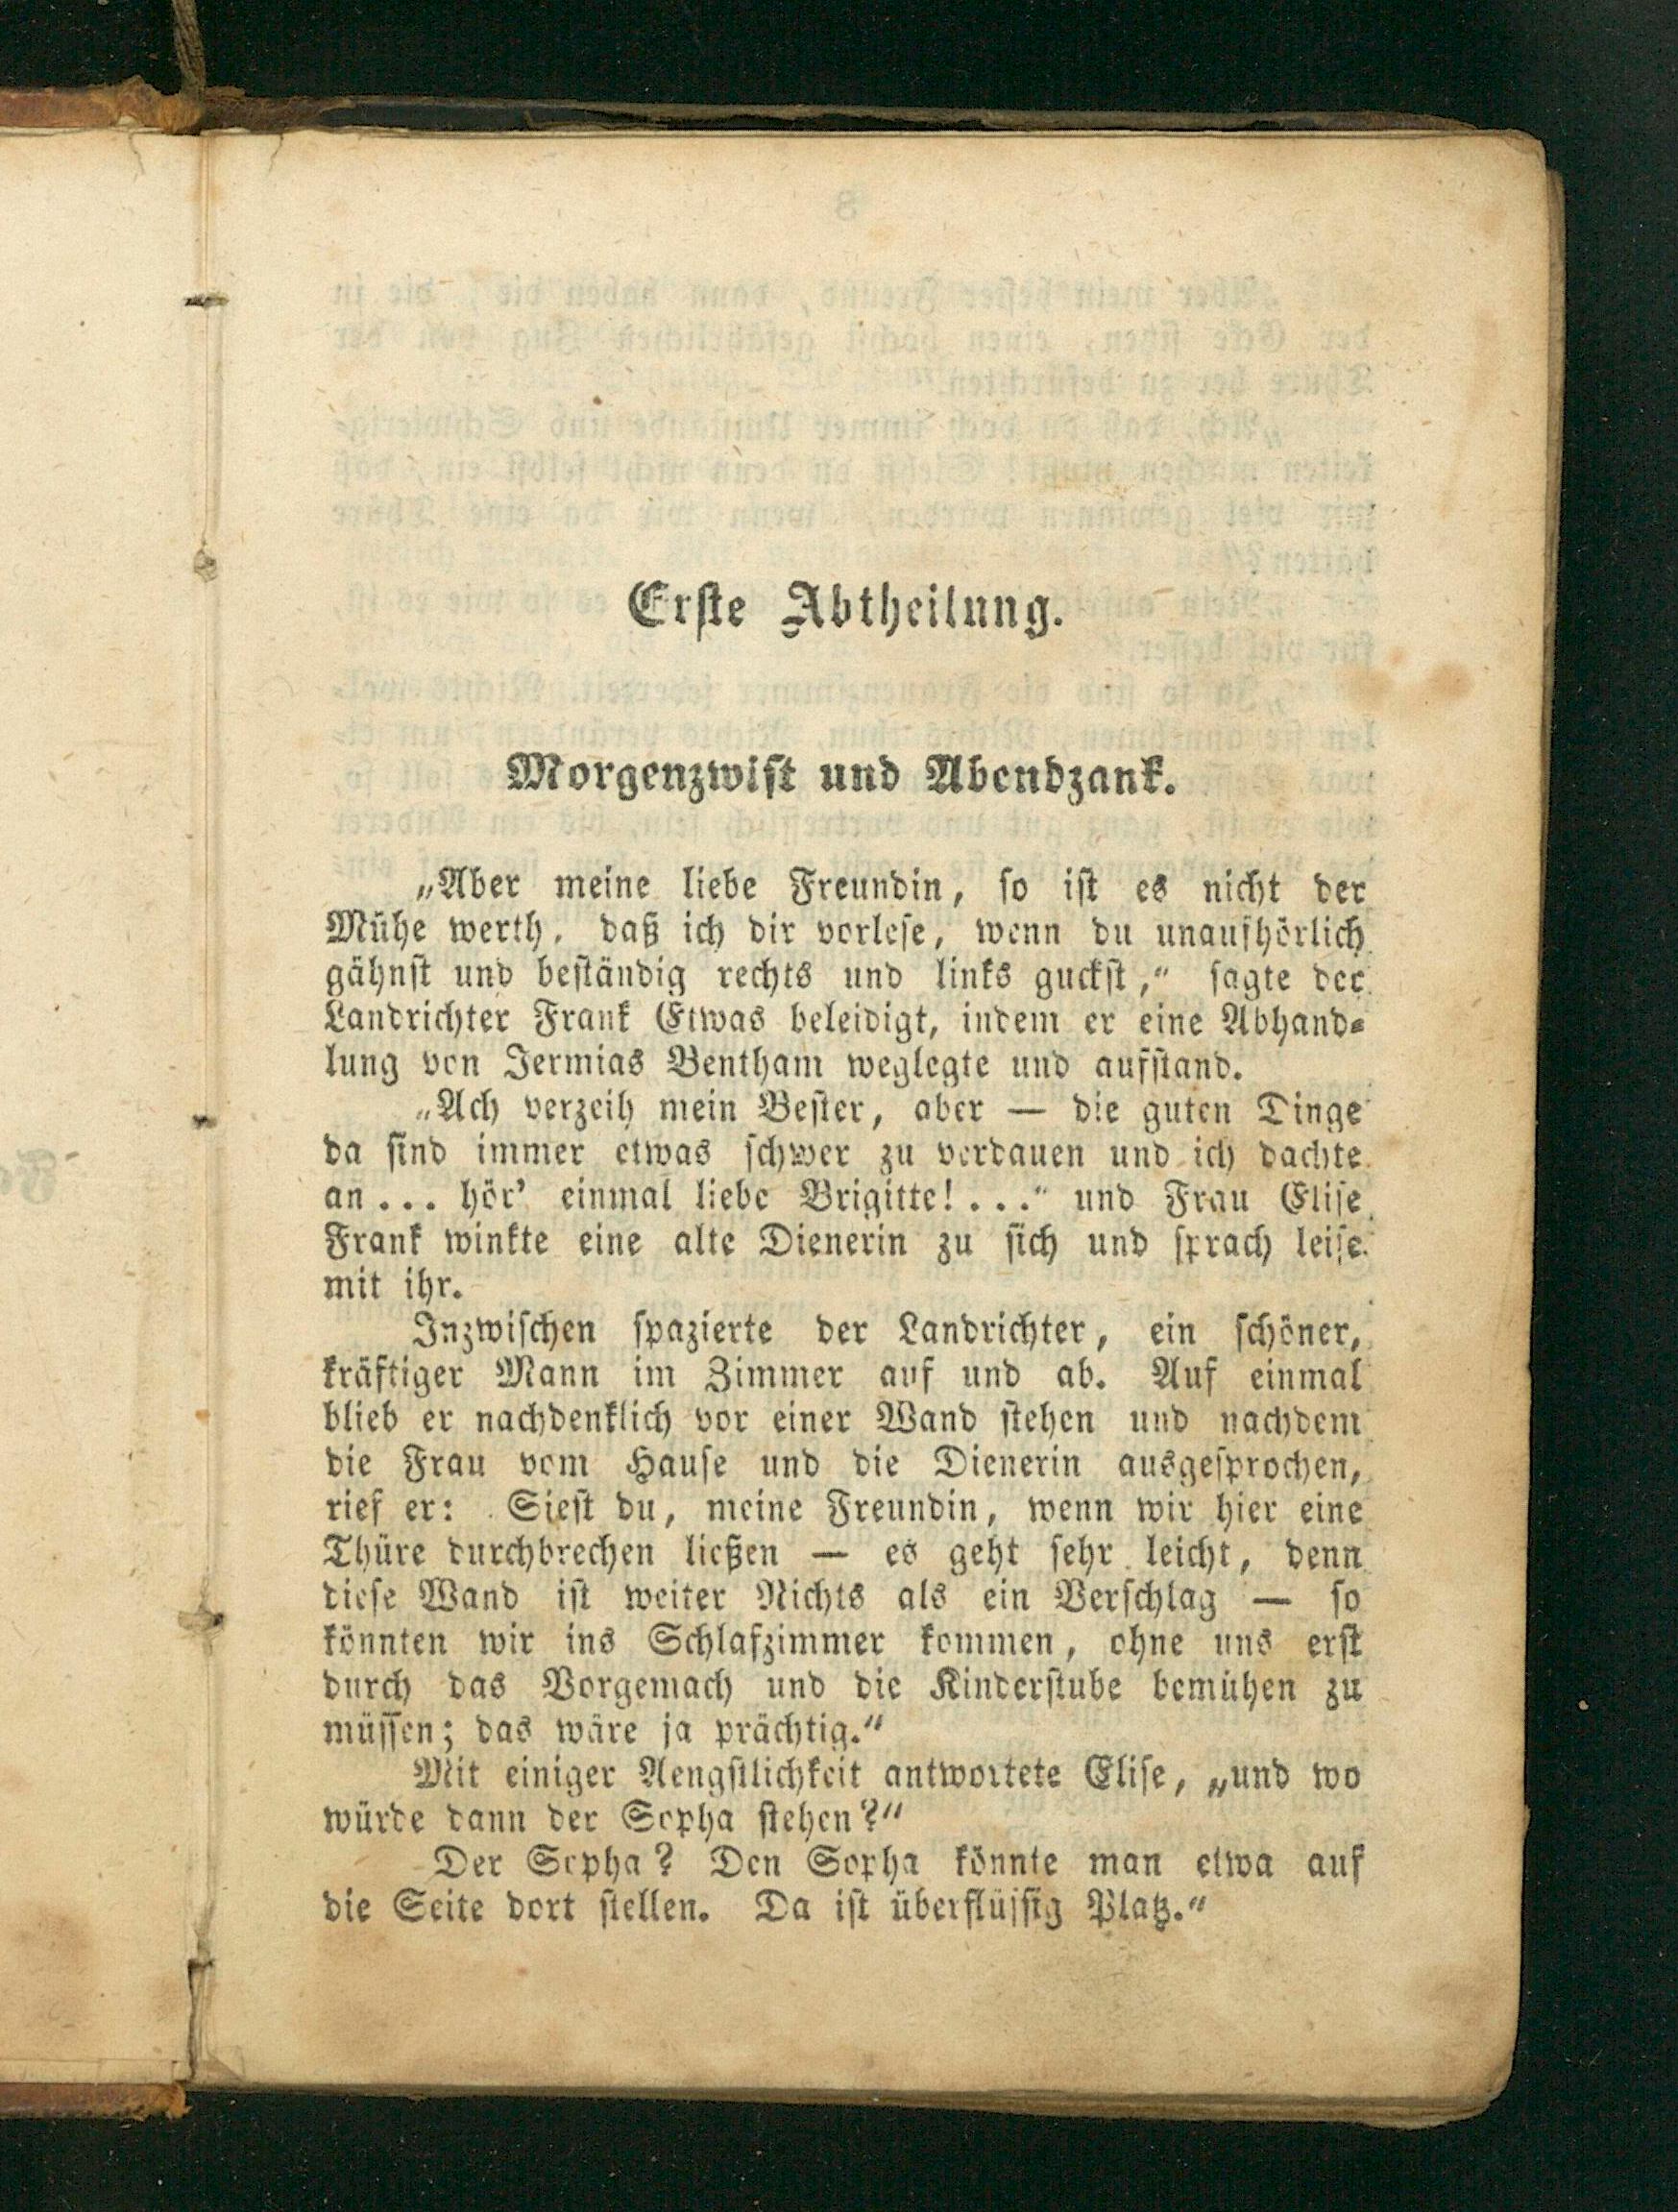 Erste Abtheilung.
Morgenzwist und Abendzank.
„Aber meine liebe Freundin, so ist es nicht der
Mühe werth, daß ich dir vorlese, wenn du unaufhörlich
gähnst und beständig rechts und links guckst,“ sagte der
Landrichter Frank Etwas beleidigt, indem er eine Abhand-
lung von Jermias Bentham weglegte und aufstand.
„Ach verzeih mein Bester, aber — die guten Dinge
da sind immer etwas schwer zu verdauen und ich dachte
an... hör' einmal liebe Brigitte!...“ und Frau Elise
Frank winkte eine alte Dienerin zu sich und sprach leise
mit ihr.
Inzwischen spazierte der Landrichter, ein schöner,
kräftiger Mann im Zimmer auf und ab. Auf einmal
blieb er nachdenklich vor einer Wand stehen und nachdem
die Frau vom Hause und die Dienerin ausgesprochen,
rief er: Siest du, meine Freundin, wenn wir hier eine
Thüre durchbrechen ließen — es geht sehr leicht, denn
diese Wand ist weiter Nichts als ein Verschlag — so
könnten wir ins Schlafzimmer kommen, ohne uns erst
durch das Vorgemach und die Kinderstube bemühen zu
müssen; das wäre ja prächtig.“
Mit einiger Aengstlichkeit antwortete Elise, „und wo
würde dann der Sopha stehen?“
Der Sopha? Den Sopha könnte man etwa auf
die Seite dort stellen. Da ist überflüssig Platz.“